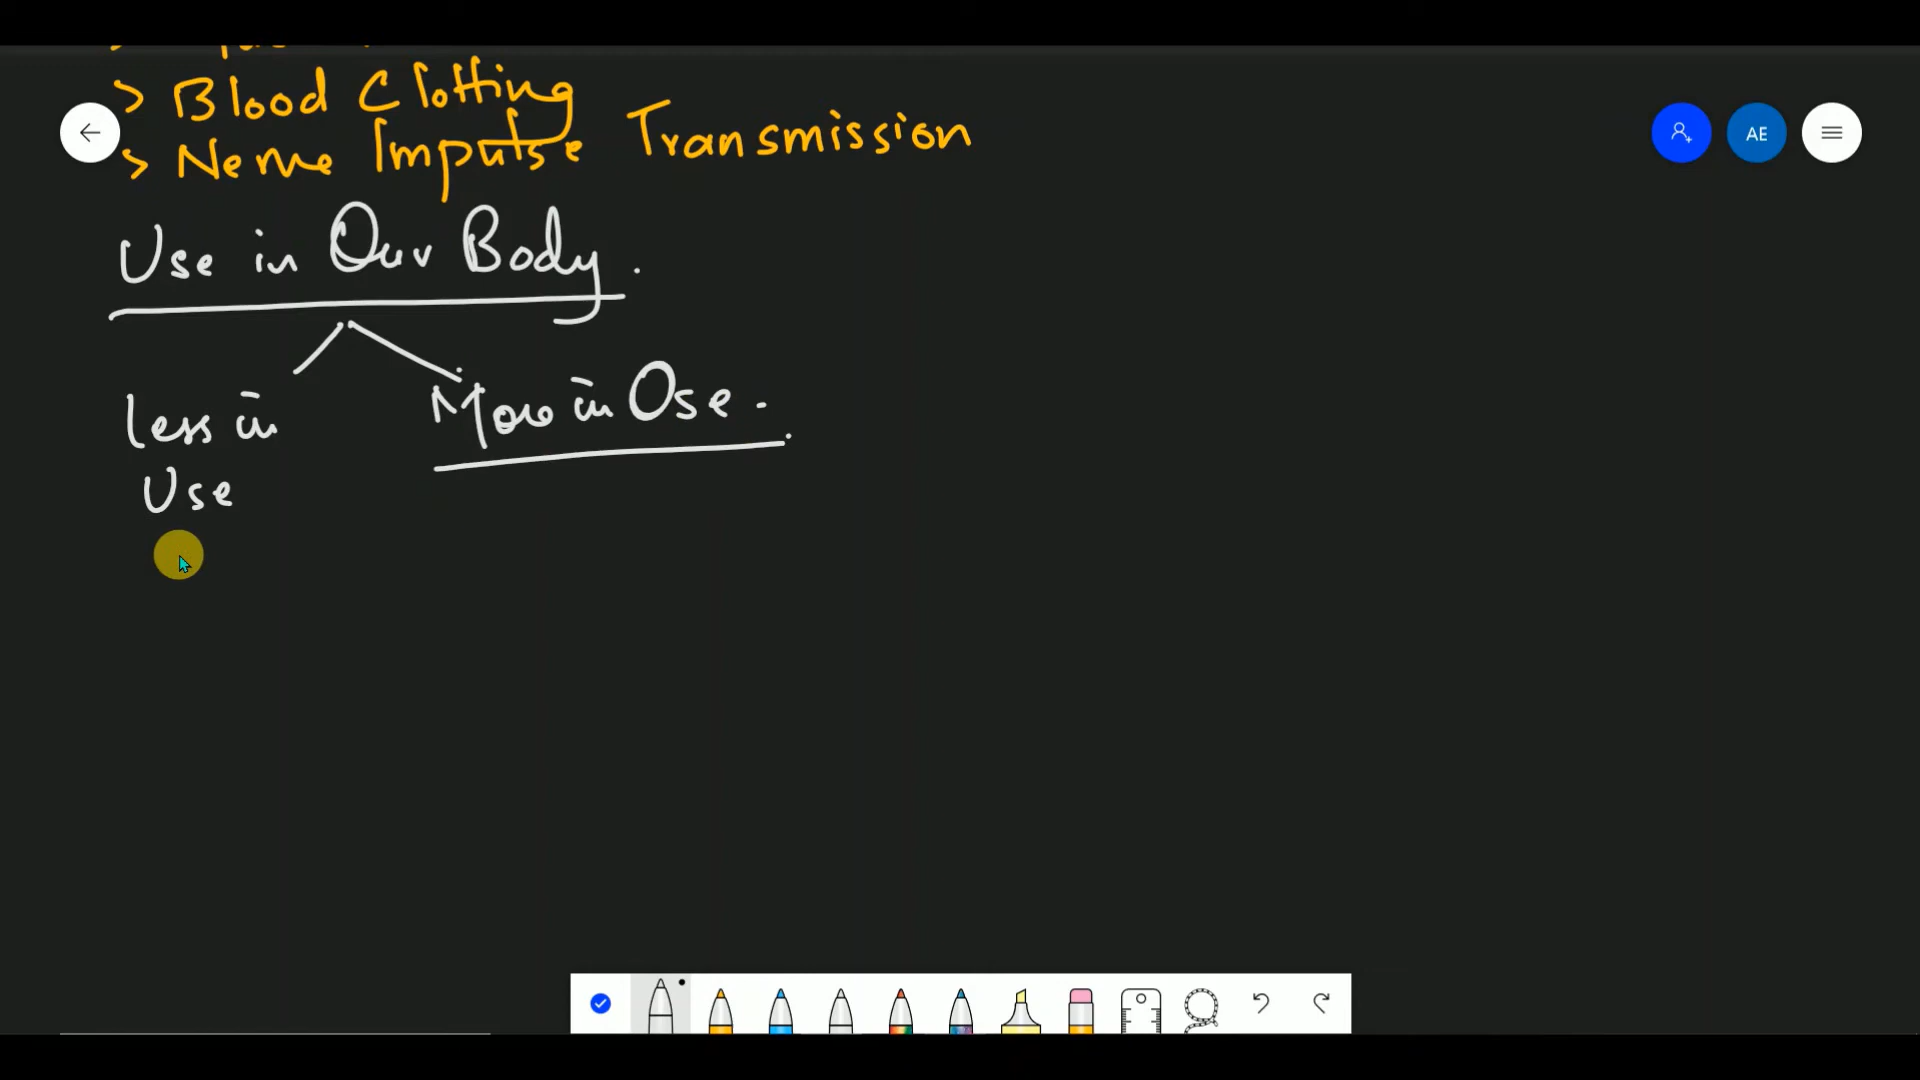 > Blood Clotting
> Nerve Impulse Transmission
AE
Use in Our Body.
Less in
Use
More in Use.